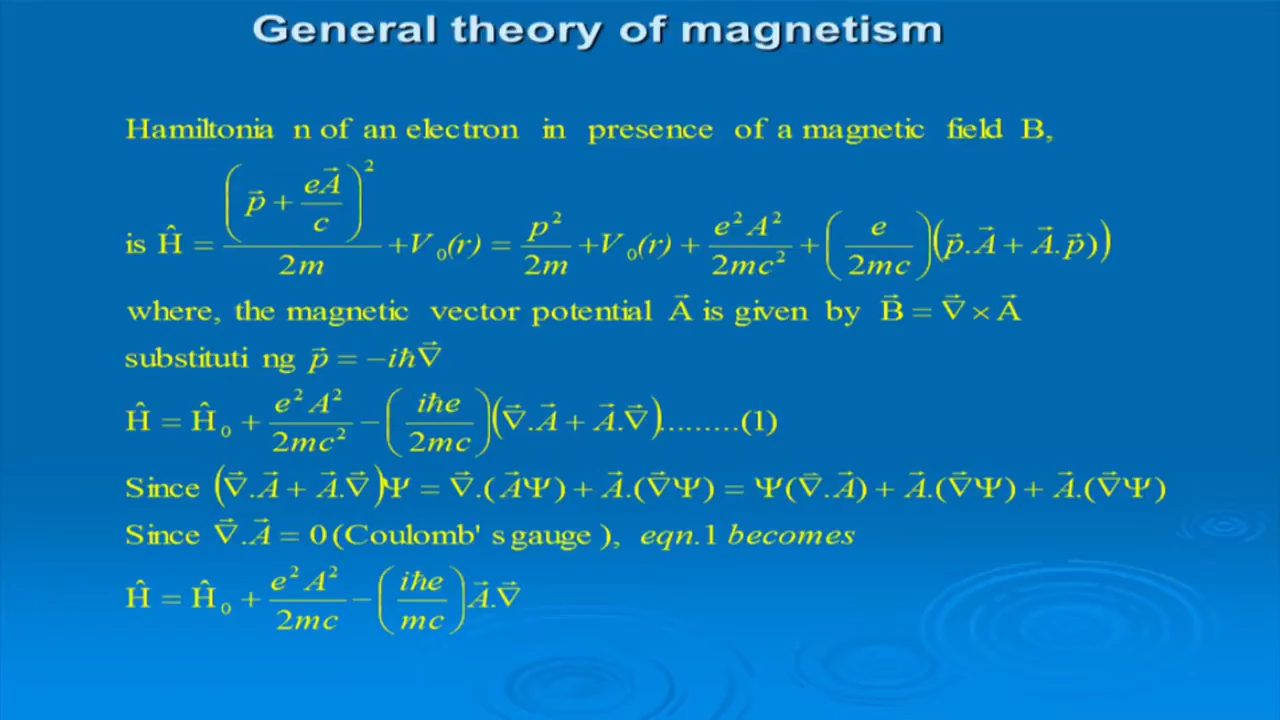 General theory of magnetism
Hamiltonia n of an electron in presence of a magnetic field B,
is Ĥ = (p⃗ + eA⃗/c)²/2m + V₀(r) = p²/2m + V₀(r) + e²A²/2mc² + (e/2mc)(p⃗.A⃗ + A⃗.p⃗))
where, the magnetic vector potential A⃗ is given by B⃗ = ∇⃗ × A⃗
substituti ng p⃗ = −iℏ∇⃗
Ĥ = Ĥ₀ + e²A²/2mc² − (iℏe/2mc)(∇⃗.A⃗ + A⃗.∇⃗).........(1)
Since (∇⃗.A⃗ + A⃗.∇⃗)Ψ = ∇⃗.(A⃗Ψ) + A⃗.(∇⃗Ψ) = Ψ(∇⃗.A⃗) + A⃗.(∇⃗Ψ) + A⃗.(∇⃗Ψ)
Since ∇⃗.A⃗ = 0 (Coulomb' s gauge ), eqn.1 becomes
Ĥ = Ĥ₀ + e²A²/2mc − (iℏe/mc)A⃗.∇⃗